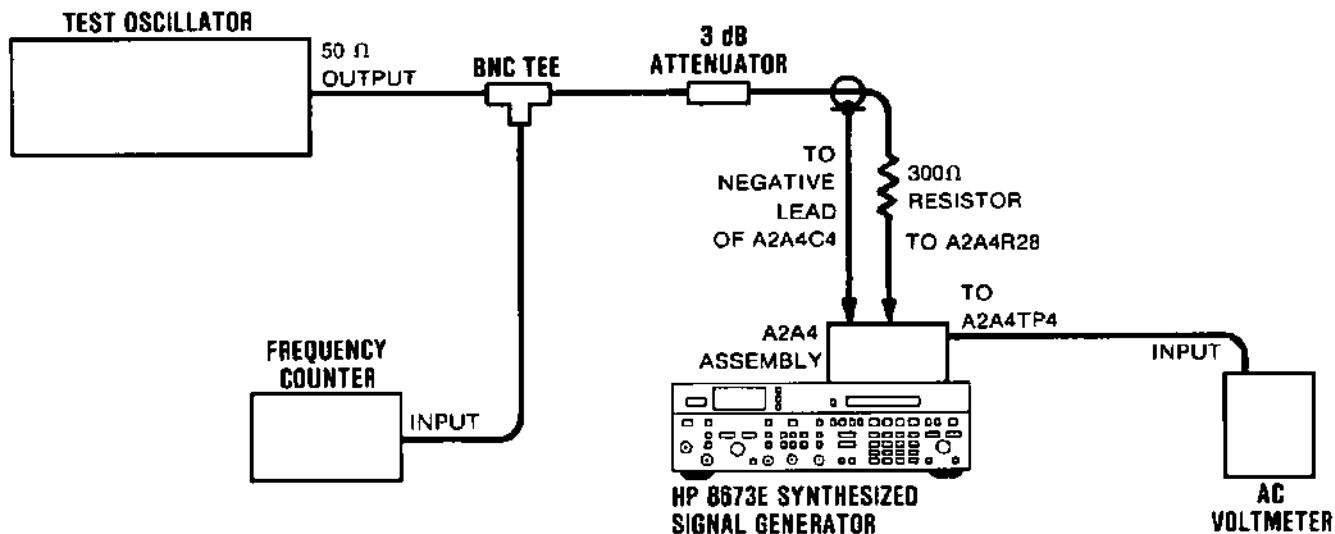 TEST OSCILLATOR
50 Ω
OUTPUT
BNC TEE
3 dB
ATTENUATOR
TO
NEGATIVE
LEAD
OF A2A4C4
300Ω
RESISTOR
TO A2A4R28
TO
A2A4TP4
A2A4
ASSEMBLY
INPUT
FREQUENCY
COUNTER
INPUT
HP 8673E SYNTHESIZED
SIGNAL GENERATOR
AC
VOLTMETER